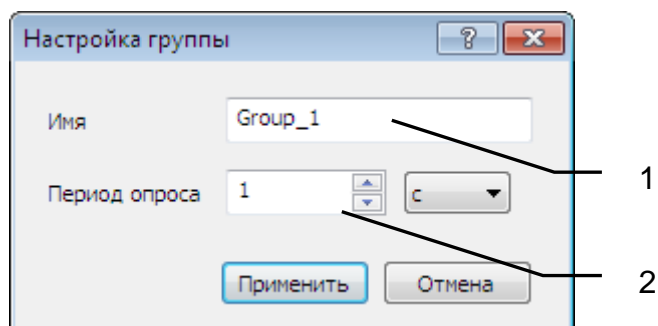 Настройка группы
Имя Group_1
1
Период опроса 1 с
2
Применить Отмена